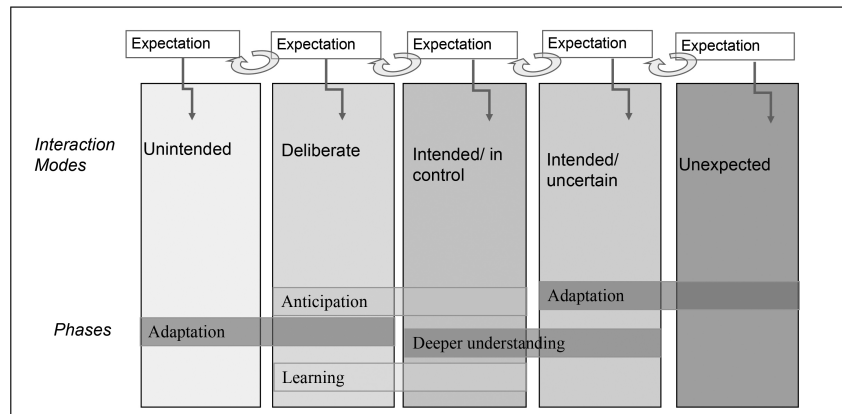 Expectation Expectation Expectation Expectation Expectation
Interaction
Modes
Unintended
Deliberate
Intended/ in
control
Intended/
uncertain
Unexpected
Phases
Anticipation
Adaptation
Adaptation
Deeper understanding
Learning